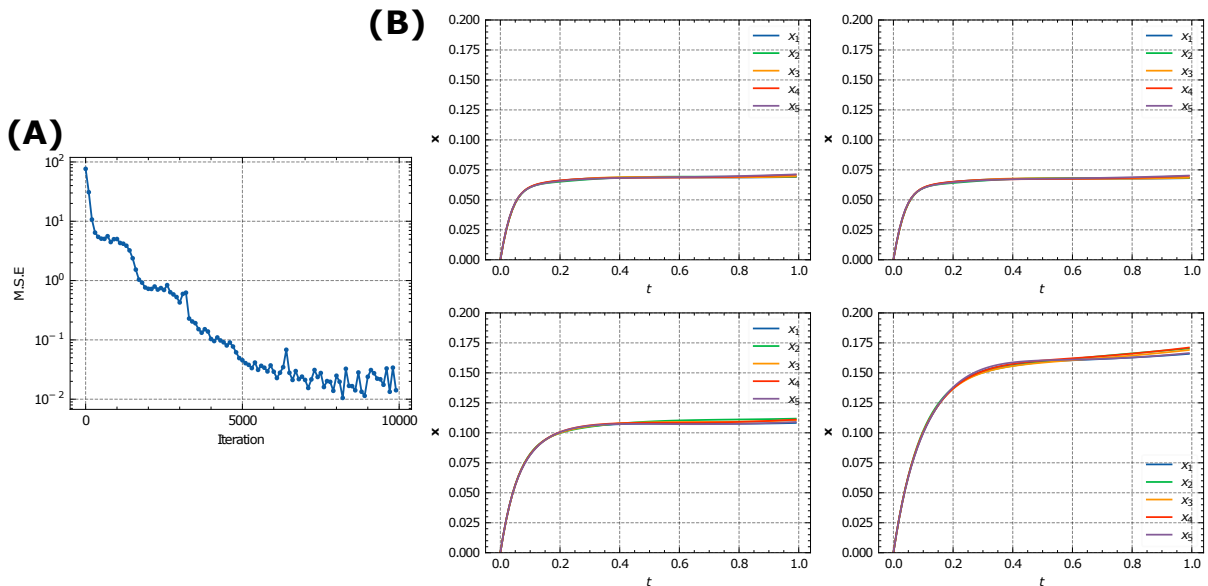 (A)
10²
10¹
10⁰
10⁻¹
10⁻²
M.S.E
0
5000
10000
Iteration
(B)
0.200
0.175
0.150
0.125
0.100
0.075
0.050
0.025
0.000
x
0.0 0.2 0.4 0.6 0.8 1.0
t
x₁
x₂
x₃
x₄
x₅
0.200
0.175
0.150
0.125
0.100
0.075
0.050
0.025
0.000
x
0.0 0.2 0.4 0.6 0.8 1.0
t
x₁
x₂
x₃
x₄
x₅
0.200
0.175
0.150
0.125
0.100
0.075
0.050
0.025
0.000
x
0.0 0.2 0.4 0.6 0.8 1.0
t
x₁
x₂
x₃
x₄
x₅
0.200
0.175
0.150
0.125
0.100
0.075
0.050
0.025
0.000
x
0.0 0.2 0.4 0.6 0.8 1.0
t
x₁
x₂
x₃
x₄
x₅